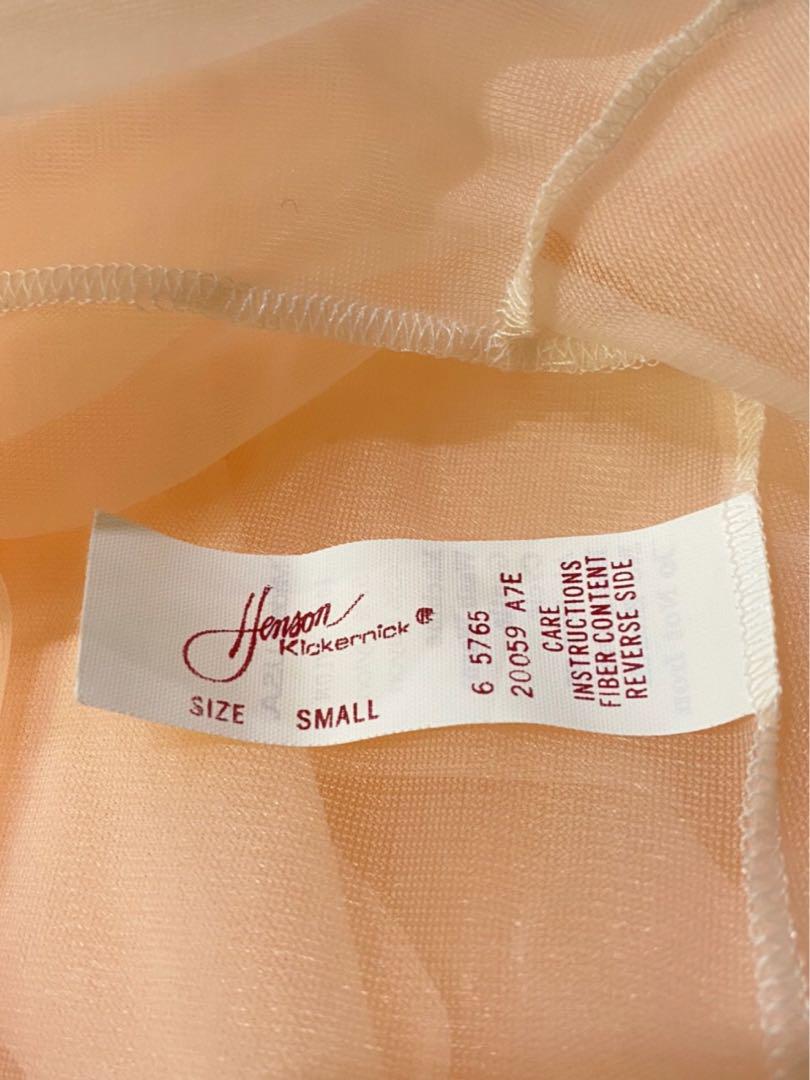 Henson
Kickernick ®
SIZE SMALL
6 5765
20059 A7E
CARE
INSTRUCTIONS
FIBER CONTENT
REVERSE SIDE